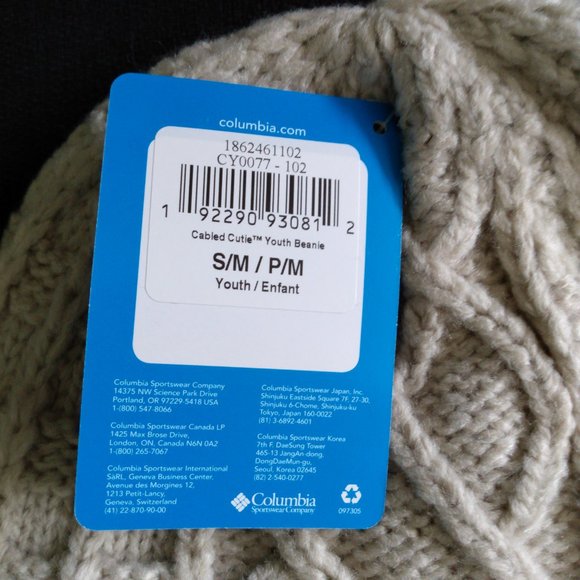 columbia.com
1862461102
CY0077 - 102
1 92290 93081 2
Cabled Cutie™ Youth Beanie
S/M / P/M
Youth / Enfant
Columbia Sportswear Company
14375 NW Science Park Drive
Portland, OR 97229-5418 USA
1-(800) 547-8066
Columbia Sportswear Canada LP
1425 Max Brose Drive,
London, ON, Canada N6N 0A2
1-(800) 265-7067
Columbia Sportswear International
SàRL, Geneva Business Center,
Avenue des Morgines 12,
1213 Petit-Lancy,
Geneva, Switzerland
(41) 22-870-90-00
Columbia Sportswear Japan, Inc.
Shinjuku Eastside Square 7F, 27-30,
Shinjuku 6-Chome, Shinjuku-ku
Tokyo, Japan 160-0022
(81) 3-6892-4601
Columbia Sportswear Korea
7th F. DaeSung Tower
465-13 JangAn dong,
DongDaeMun-gu,
Seoul, Korea 02645
(82) 2-540-0277
Columbia
Sportswear Company
097305